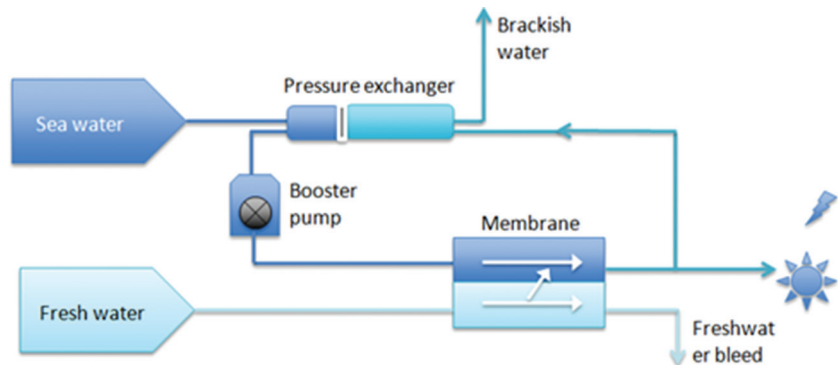 Brackish
water
Pressure exchanger
Sea water
Booster
pump
Membrane
Fresh water
Freshwat
er bleed